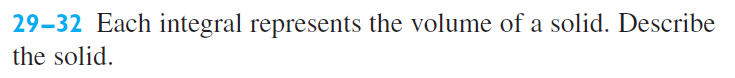 29–32 Each integral represents the volume of a solid. Describe
the solid.